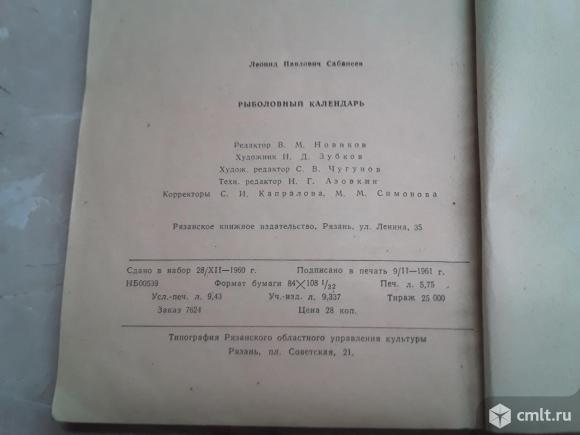 Леонид Павлович Сабанеев
РЫБОЛОВНЫЙ КАЛЕНДАРЬ
Редактор В. М. Новиков
Художник Н. Д. Зубков
Худож. редактор С. В. Чугунов
Техн. редактор Н. Г. Азовкин
Корректоры С. И. Капралова, М. М. Симонова
Рязанское книжное издательство, Рязань, ул. Ленина, 35
Сдано в набор 28/XII—1960 г. Подписано в печать 9/II—1961 г.
НБ00539 Формат бумаги 84×108 1/32 Печ. л. 5,75
Усл.-печ. л. 9,43 Уч.-изд. л. 9,337 Тираж 25 000
Заказ 7624 Цена 28 коп.
Типография Рязанского областного управления культуры
Рязань, пл. Советская, 21,
cmlt.ru